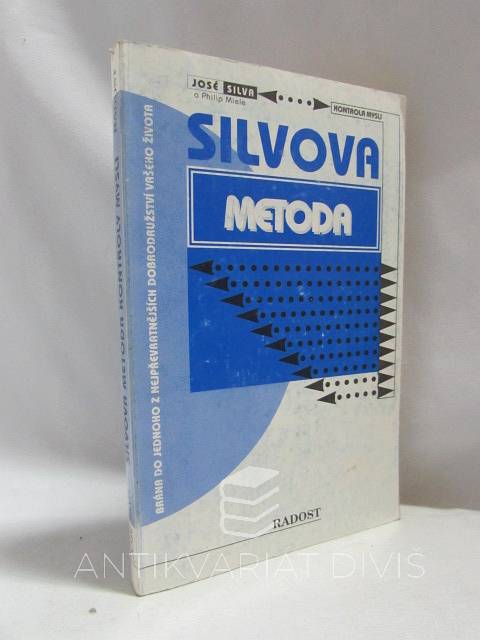 JOSÉ SILVA
a Philip Miele
KONTROLA MYSLI
SILVOVA
METODA
BRÁNA DO JEDNOHO Z NEJPŘEVRATNĚJŠÍCH DOBRODRUŽSTVÍ VAŠEHO ŽIVOTA
SILVOVA METODA KONTROLY MYSLI
RADOST
ANTIKVARIÁT DIVIŠ